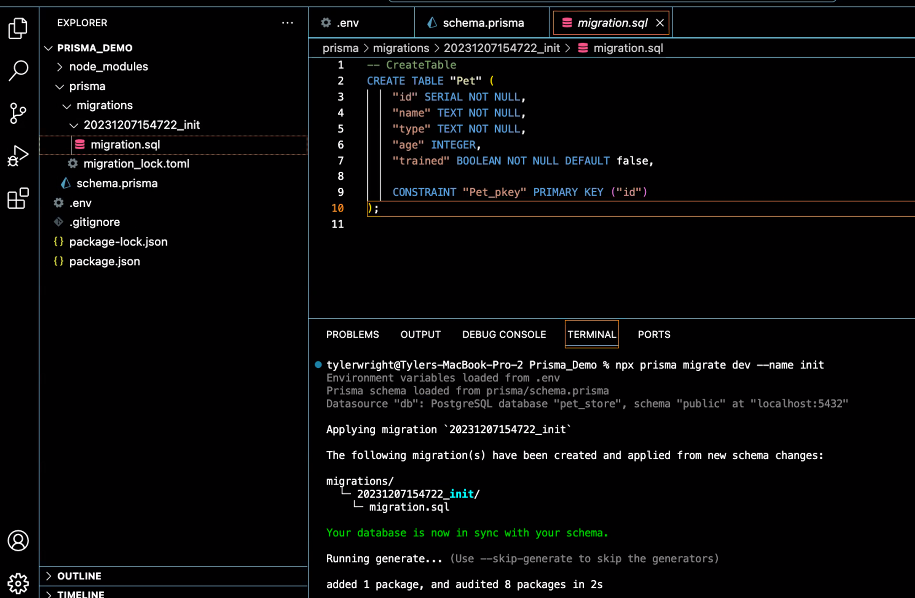 EXPLORER
...
PRISMA_DEMO
node_modules
prisma
migrations
20231207154722_init
migration.sql
migration_lock.toml
schema.prisma
.env
.gitignore
{} package-lock.json
{} package.json
OUTLINE
TIMELINE
.env
schema.prisma
migration.sql
prisma > migrations > 20231207154722_init > migration.sql
1 -- CreateTable
2 CREATE TABLE "Pet" (
3 "id" SERIAL NOT NULL,
4 "name" TEXT NOT NULL,
5 "type" TEXT NOT NULL,
6 "age" INTEGER,
7 "trained" BOOLEAN NOT NULL DEFAULT false,
8
9 CONSTRAINT "Pet_pkey" PRIMARY KEY ("id")
10 );
11
PROBLEMS OUTPUT DEBUG CONSOLE TERMINAL PORTS
tylerwright@Tylers-MacBook-Pro-2 Prisma_Demo % npx prisma migrate dev --name init
Environment variables loaded from .env
Prisma schema loaded from prisma/schema.prisma
Datasource "db": PostgreSQL database "pet_store", schema "public" at "localhost:5432"
Applying migration `20231207154722_init`
The following migration(s) have been created and applied from new schema changes:
migrations/
└─ 20231207154722_init/
└─ migration.sql
Your database is now in sync with your schema.
Running generate... (Use --skip-generate to skip the generators)
added 1 package, and audited 8 packages in 2s